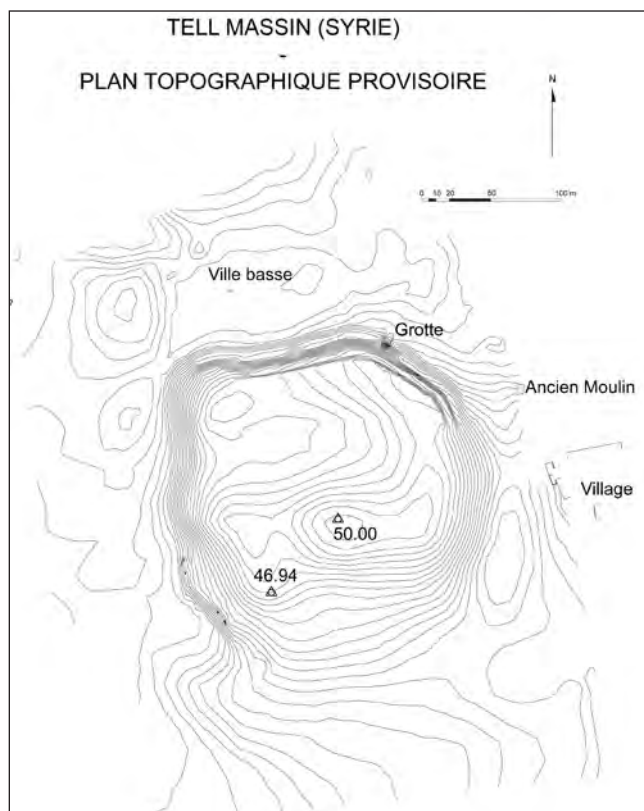 TELL MASSIN (SYRIE)
-
PLAN TOPOGRAPHIQUE PROVISOIRE
N
0 10 20 50 100 m
Ville basse
Grotte
Ancien Moulin
Village
50.00
46.94